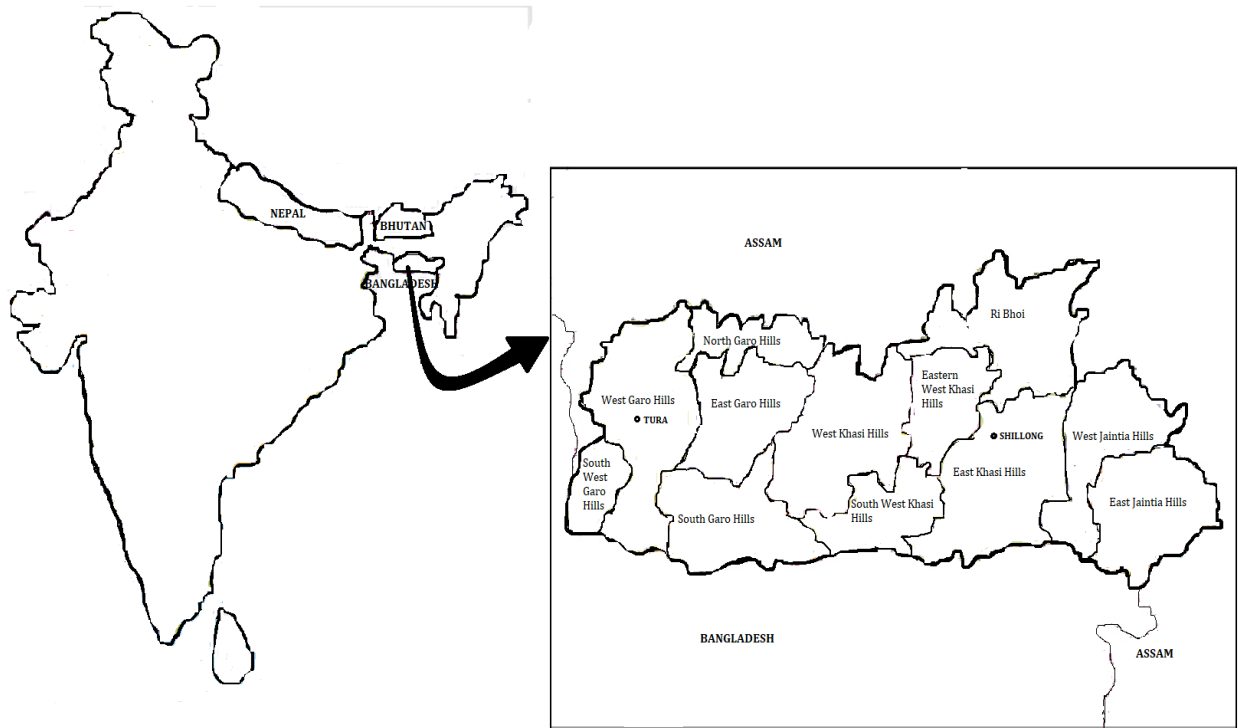 NEPAL
BHUTAN
BANGLADESH
ASSAM
Ri Bhoi
North Garo Hills
Eastern
West Khasi
Hills
West Garo Hills
East Garo Hills
TURA
West Khasi Hills
SHILLONG
West Jaintia Hills
South
West
Garo
Hills
East Khasi Hills
South West Khasi
Hills
East Jaintia Hills
South Garo Hills
BANGLADESH
ASSAM